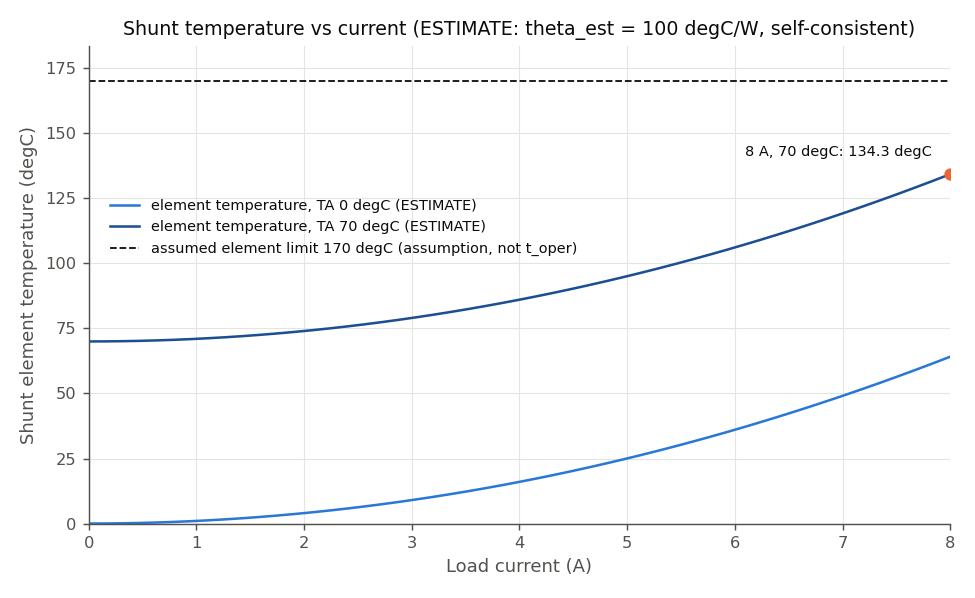 Shunt temperature vs current (ESTIMATE: theta_est = 100 degC/W, self-consistent)
Shunt element temperature (degC)
175
150
125
100
75
50
25
0
8 A, 70 degC: 134.3 degC
element temperature, TA 0 degC (ESTIMATE)
element temperature, TA 70 degC (ESTIMATE)
assumed element limit 170 degC (assumption, not t_oper)
0 1 2 3 4 5 6 7 8
Load current (A)